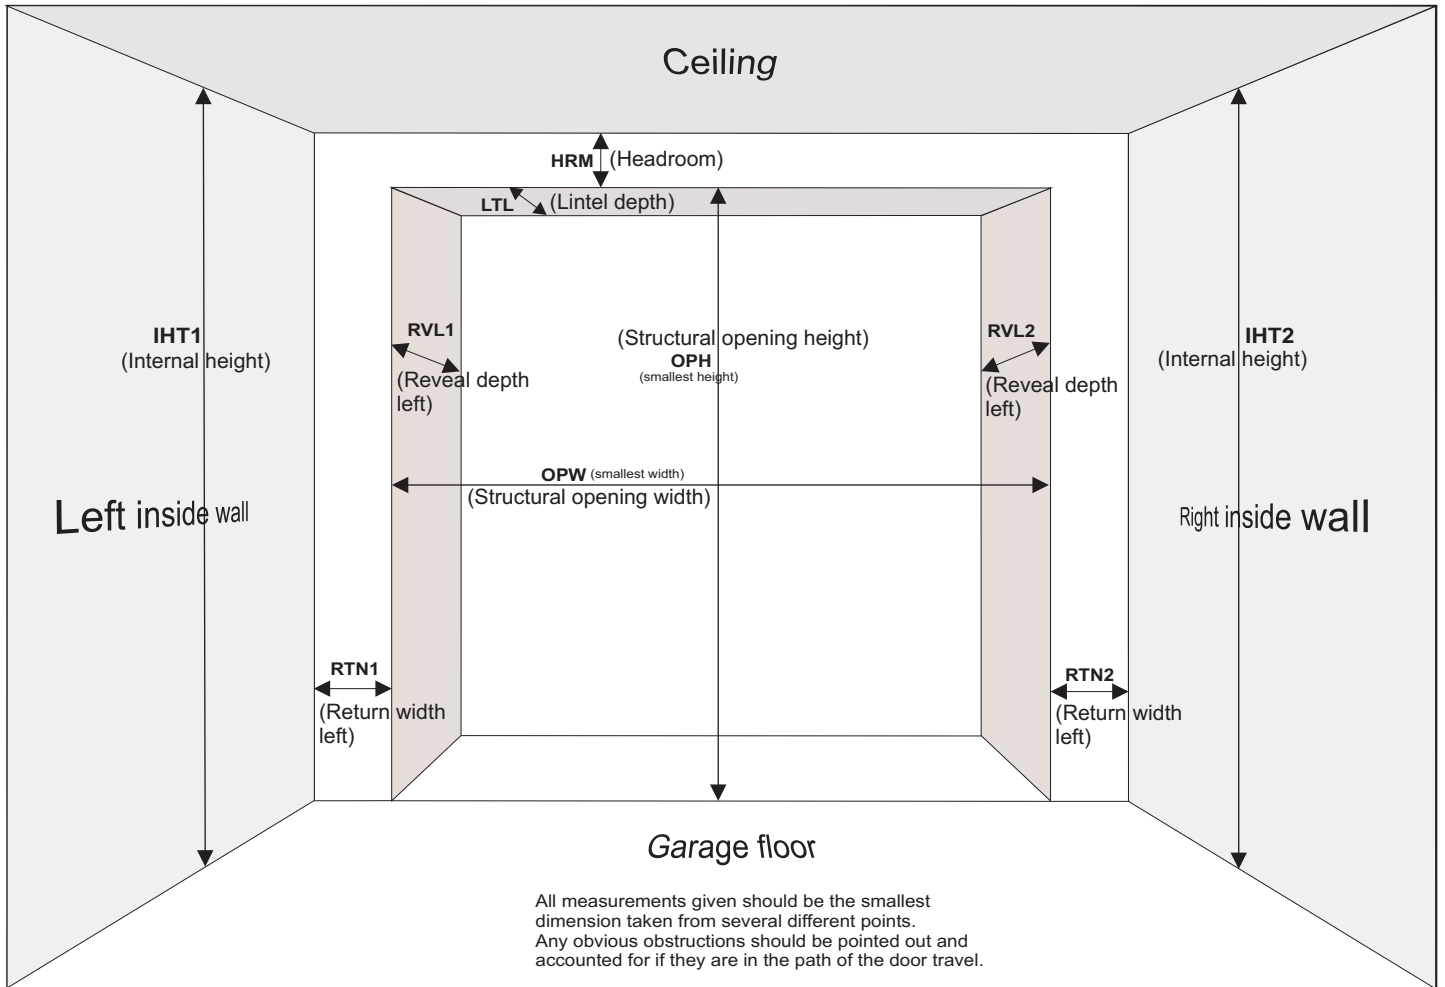 Ceiling
HRM (Headroom)
LTL (Lintel depth)
IHT1
(Internal height)
RVL1
(Reveal depth
left)
(Structural opening height)
OPH
(smallest height)
RVL2
(Reveal depth
left)
IHT2
(Internal height)
OPW (smallest width)
(Structural opening width)
Left inside wall
Right inside wall
RTN1
(Return width
left)
RTN2
(Return width
left)
Garage floor
All measurements given should be the smallest
dimension taken from several different points.
Any obvious obstructions should be pointed out and
accounted for if they are in the path of the door travel.